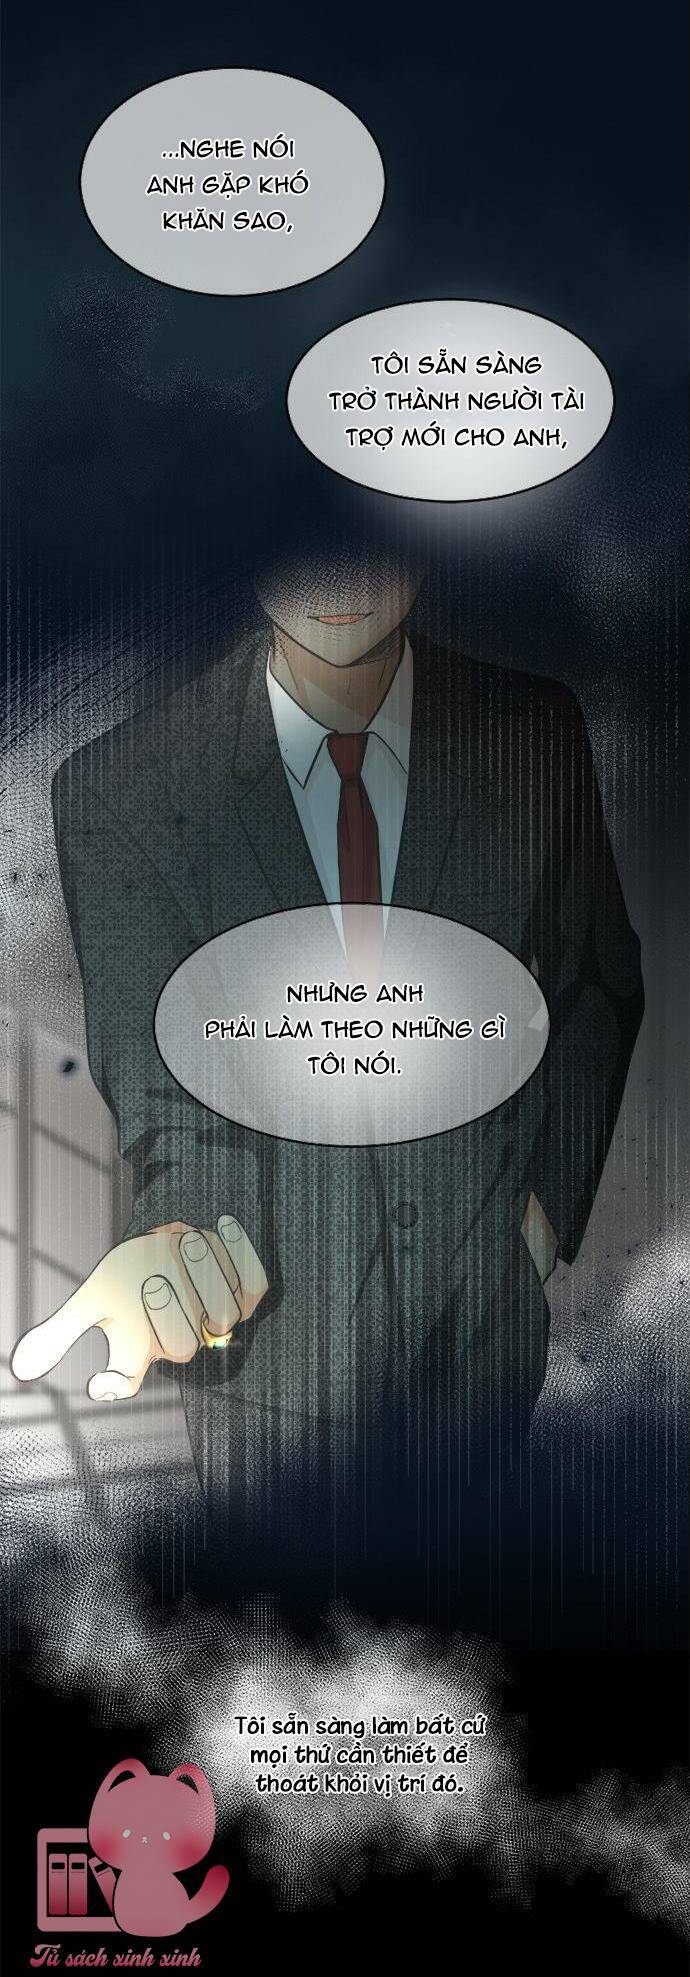 ...NGHE NÓI
ANH GẶP KHÓ
KHĂN SAO,
TÔI SẴN SÀNG
TRỞ THÀNH NGƯỜI TÀI
TRỢ MỚI CHO ANH,
NHƯNG ANH
PHẢI LÀM THEO NHỮNG GÌ
TÔI NÓI.
Tôi sẵn sàng làm bất cứ
mọi thứ cần thiết để
thoát khỏi vị trí đó.
Tủ sách xinh xinh